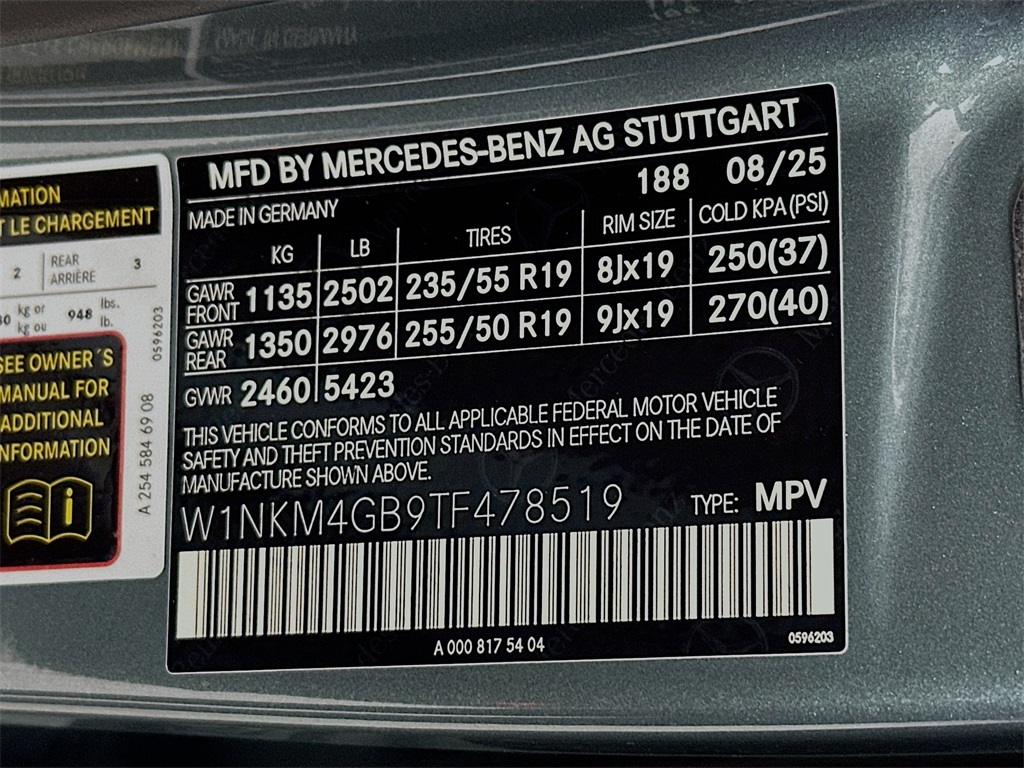 MATION
T LE CHARGEMENT
2 REAR ARRIÈRE 3
kg or 948 lbs.
kg ou lb.
0596203
SEE OWNER´S
MANUAL FOR
ADDITIONAL
INFORMATION
A 254 584 69 08
MFD BY MERCEDES-BENZ AG STUTTGART
188 08/25
MADE IN GERMANY
KG LB TIRES RIM SIZE COLD KPA (PSI)
GAWR FRONT 1135 2502 235/55 R19 8Jx19 250(37)
GAWR REAR 1350 2976 255/50 R19 9Jx19 270(40)
GVWR 2460 5423
THIS VEHICLE CONFORMS TO ALL APPLICABLE FEDERAL MOTOR VEHICLE
SAFETY AND THEFT PREVENTION STANDARDS IN EFFECT ON THE DATE OF
MANUFACTURE SHOWN ABOVE.
W1NKM4GB9TF478519 TYPE: MPV
A 000 817 54 04
0596203